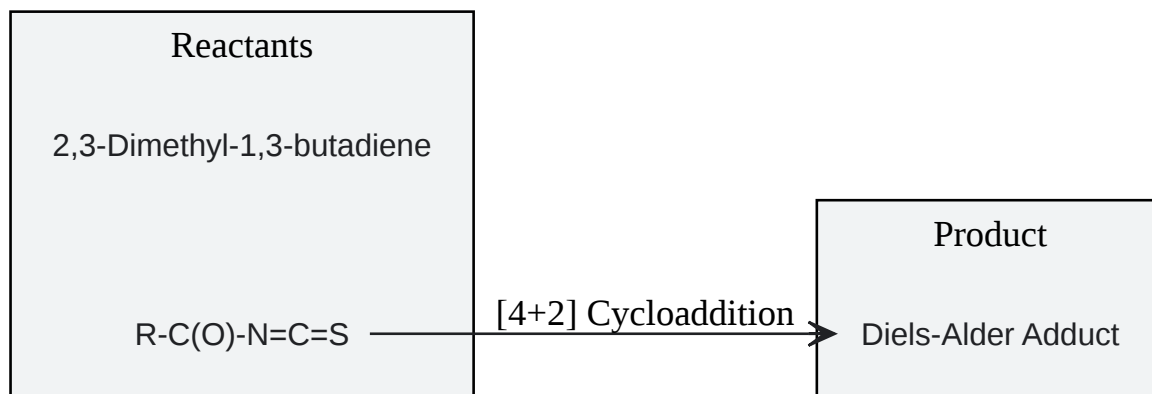 Reactants
2,3-Dimethyl-1,3-butadiene
R-C(O)-N=C=S
[4+2] Cycloaddition
Product
Diels-Alder Adduct